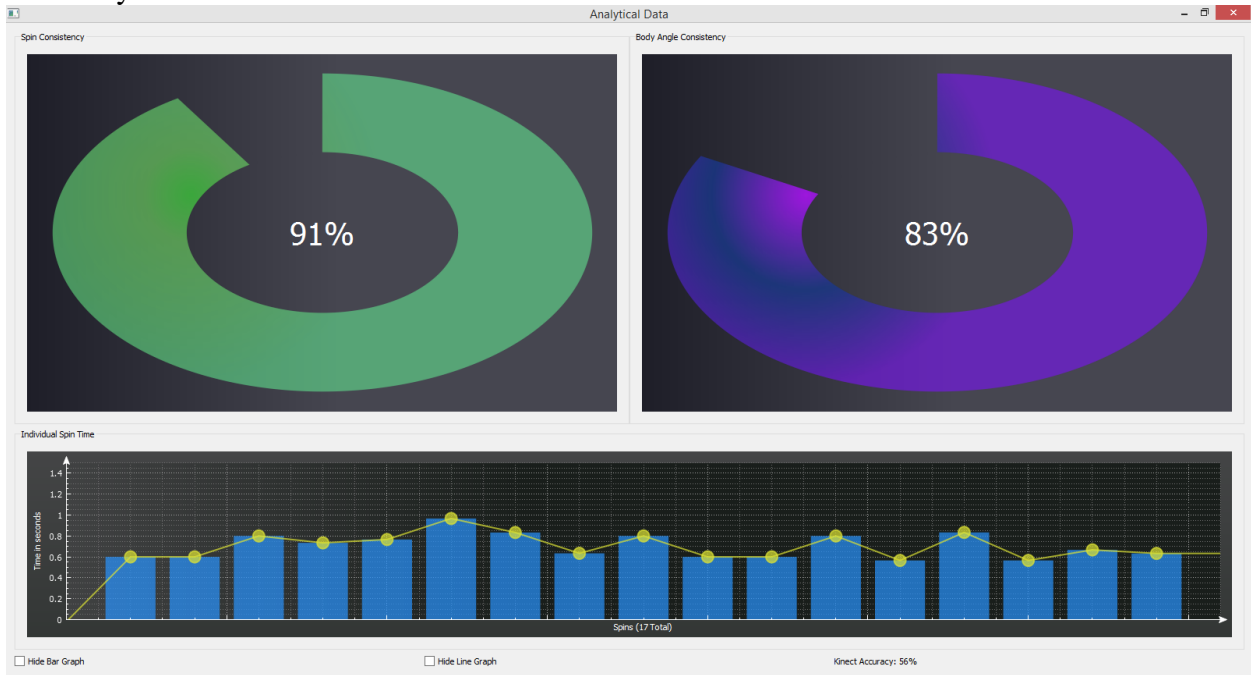 Analytical Data
Spin Consistency
Body Angle Consistency
91%
83%
Individual Spin Time
1.4
1.2
1
0.8
0.6
0.4
0.2
0
Time in seconds
Spins (17 Total)
Hide Bar Graph
Hide Line Graph
Kinect Accuracy: 56%